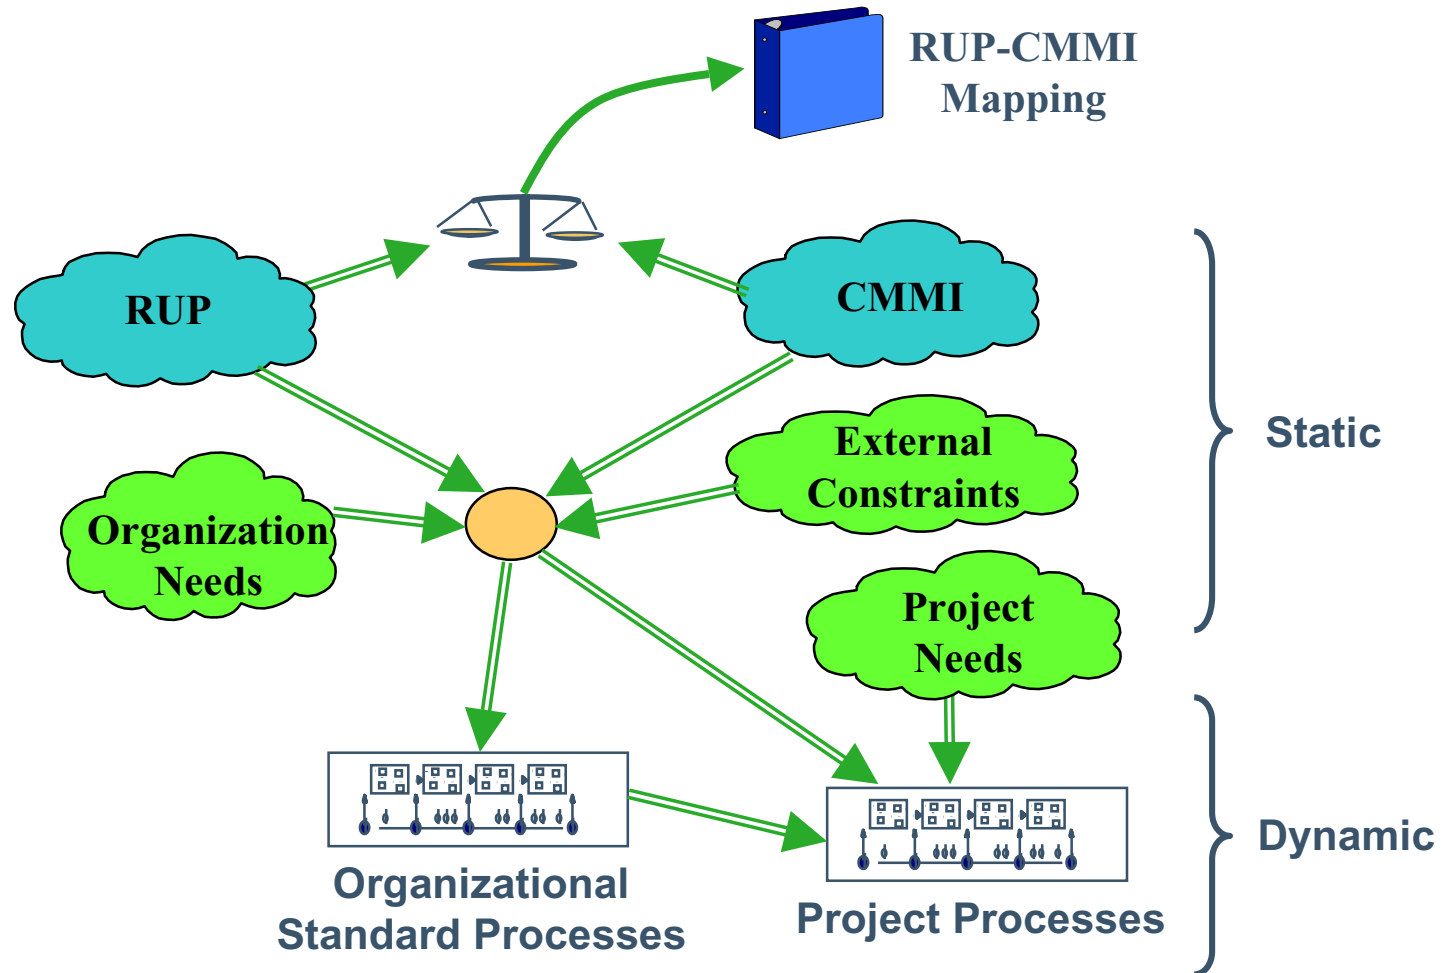 RUP-CMMI
Mapping
RUP
CMMI
External
Constraints
Static
Organization
Needs
Project
Needs
Organizational
Standard Processes
Project Processes
Dynamic